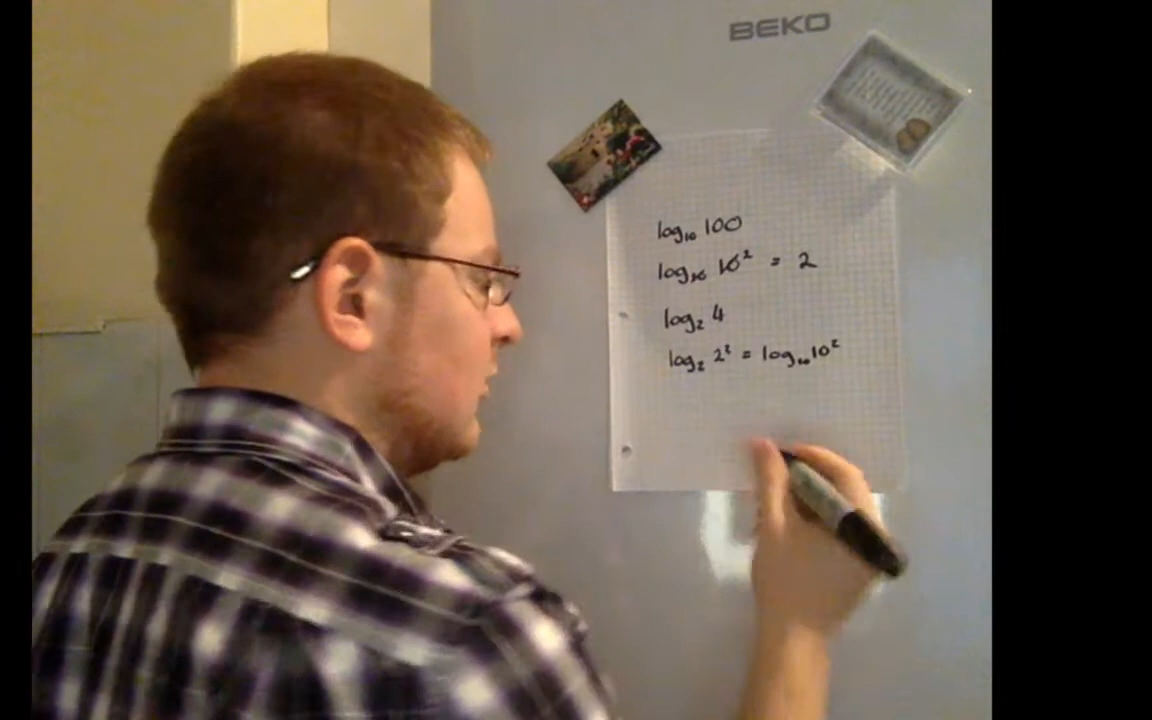 BEKO
log₁₀ 100
log₁₀ 10² = 2
log₂ 4
log₂ 2² = log₁₀ 10²